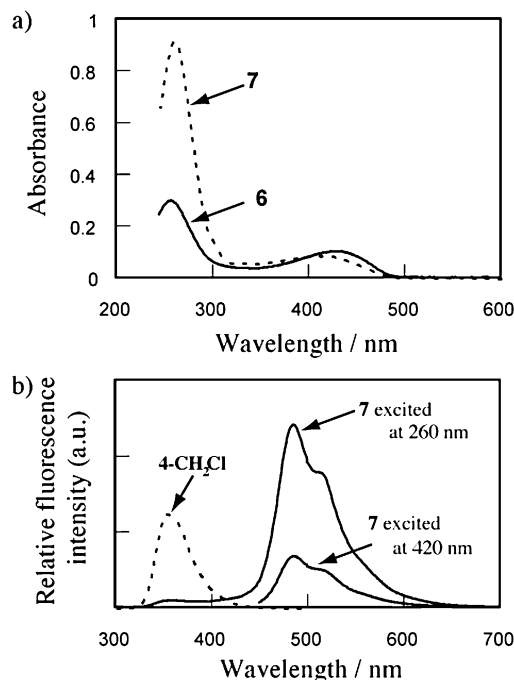 a)
1
0.8
0.6
0.4
0.2
0
Absorbance
7
6
200 300 400 500 600
Wavelength / nm
b)
Relative fluorescence
intensity (a.u.)
4-CH2Cl
7 excited
at 260 nm
7 excited
at 420 nm
300 400 500 600 700
Wavelength / nm